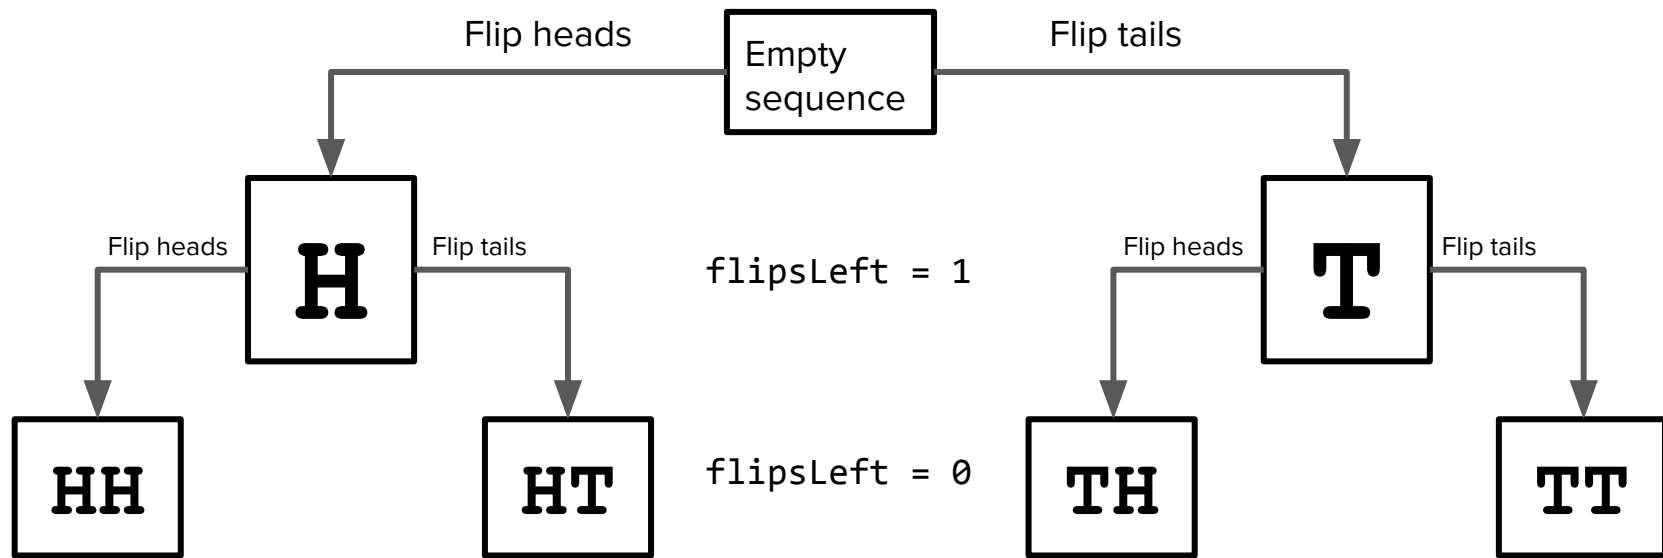 Flip heads
Empty
sequence
Flip tails
Flip heads
H
Flip tails
flipsLeft = 1
Flip heads
T
Flip tails
HH
HT
flipsLeft = 0
TH
TT